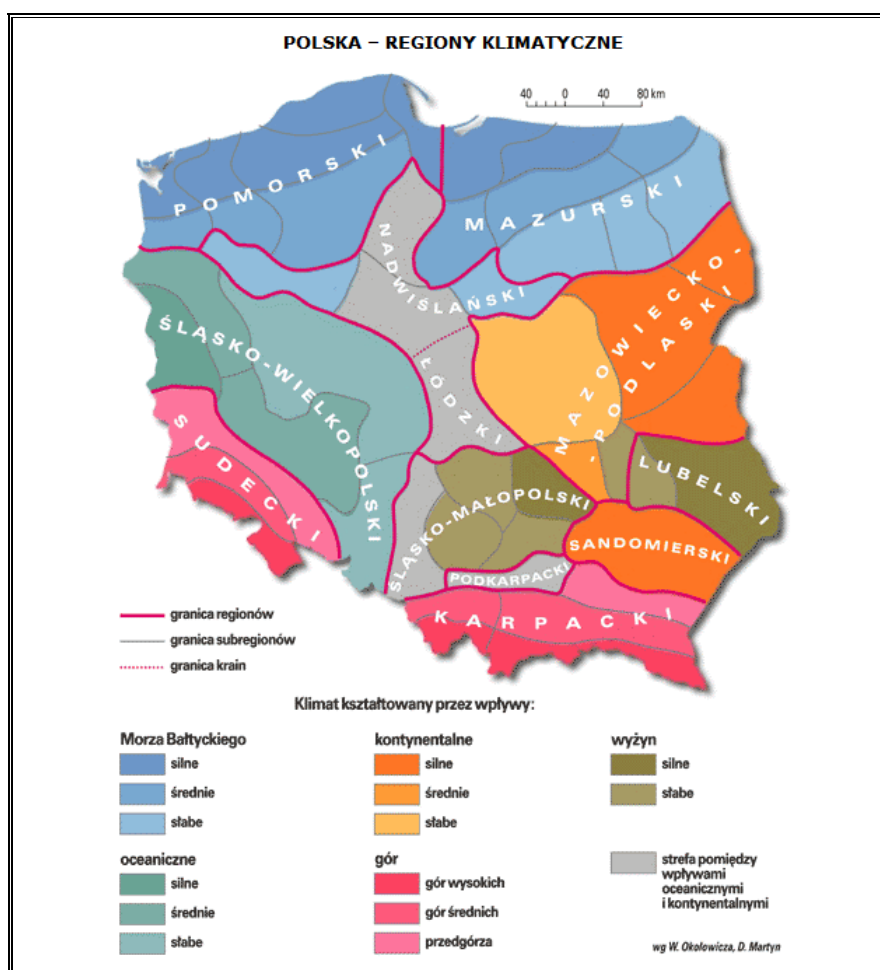 POLSKA – REGIONY KLIMATYCZNE
40 0 40 80 km
POMORSKI
MAZURSKI
NADWIŚLAŃSKI
MAZOWIECKO-
-PODLASKI
ŚLĄSKO-WIELKOPOLSKI
ŁÓDZKI
SUDECKI
LUBELSKI
ŚLĄSKO-MAŁOPOLSKI
SANDOMIERSKI
PODKARPACKI
KARPACKI
granica regionów
granica subregionów
granica krain
Klimat kształtowany przez wpływy:
Morza Bałtyckiego
silne
średnie
słabe
kontynentalne
silne
średnie
słabe
wyżyn
silne
słabe
oceaniczne
silne
średnie
słabe
gór
gór wysokich
gór średnich
przedgórza
strefa pomiędzy
wpływami
oceanicznymi
i kontynentalnymi
wg W. Okołowicza, D. Martyn